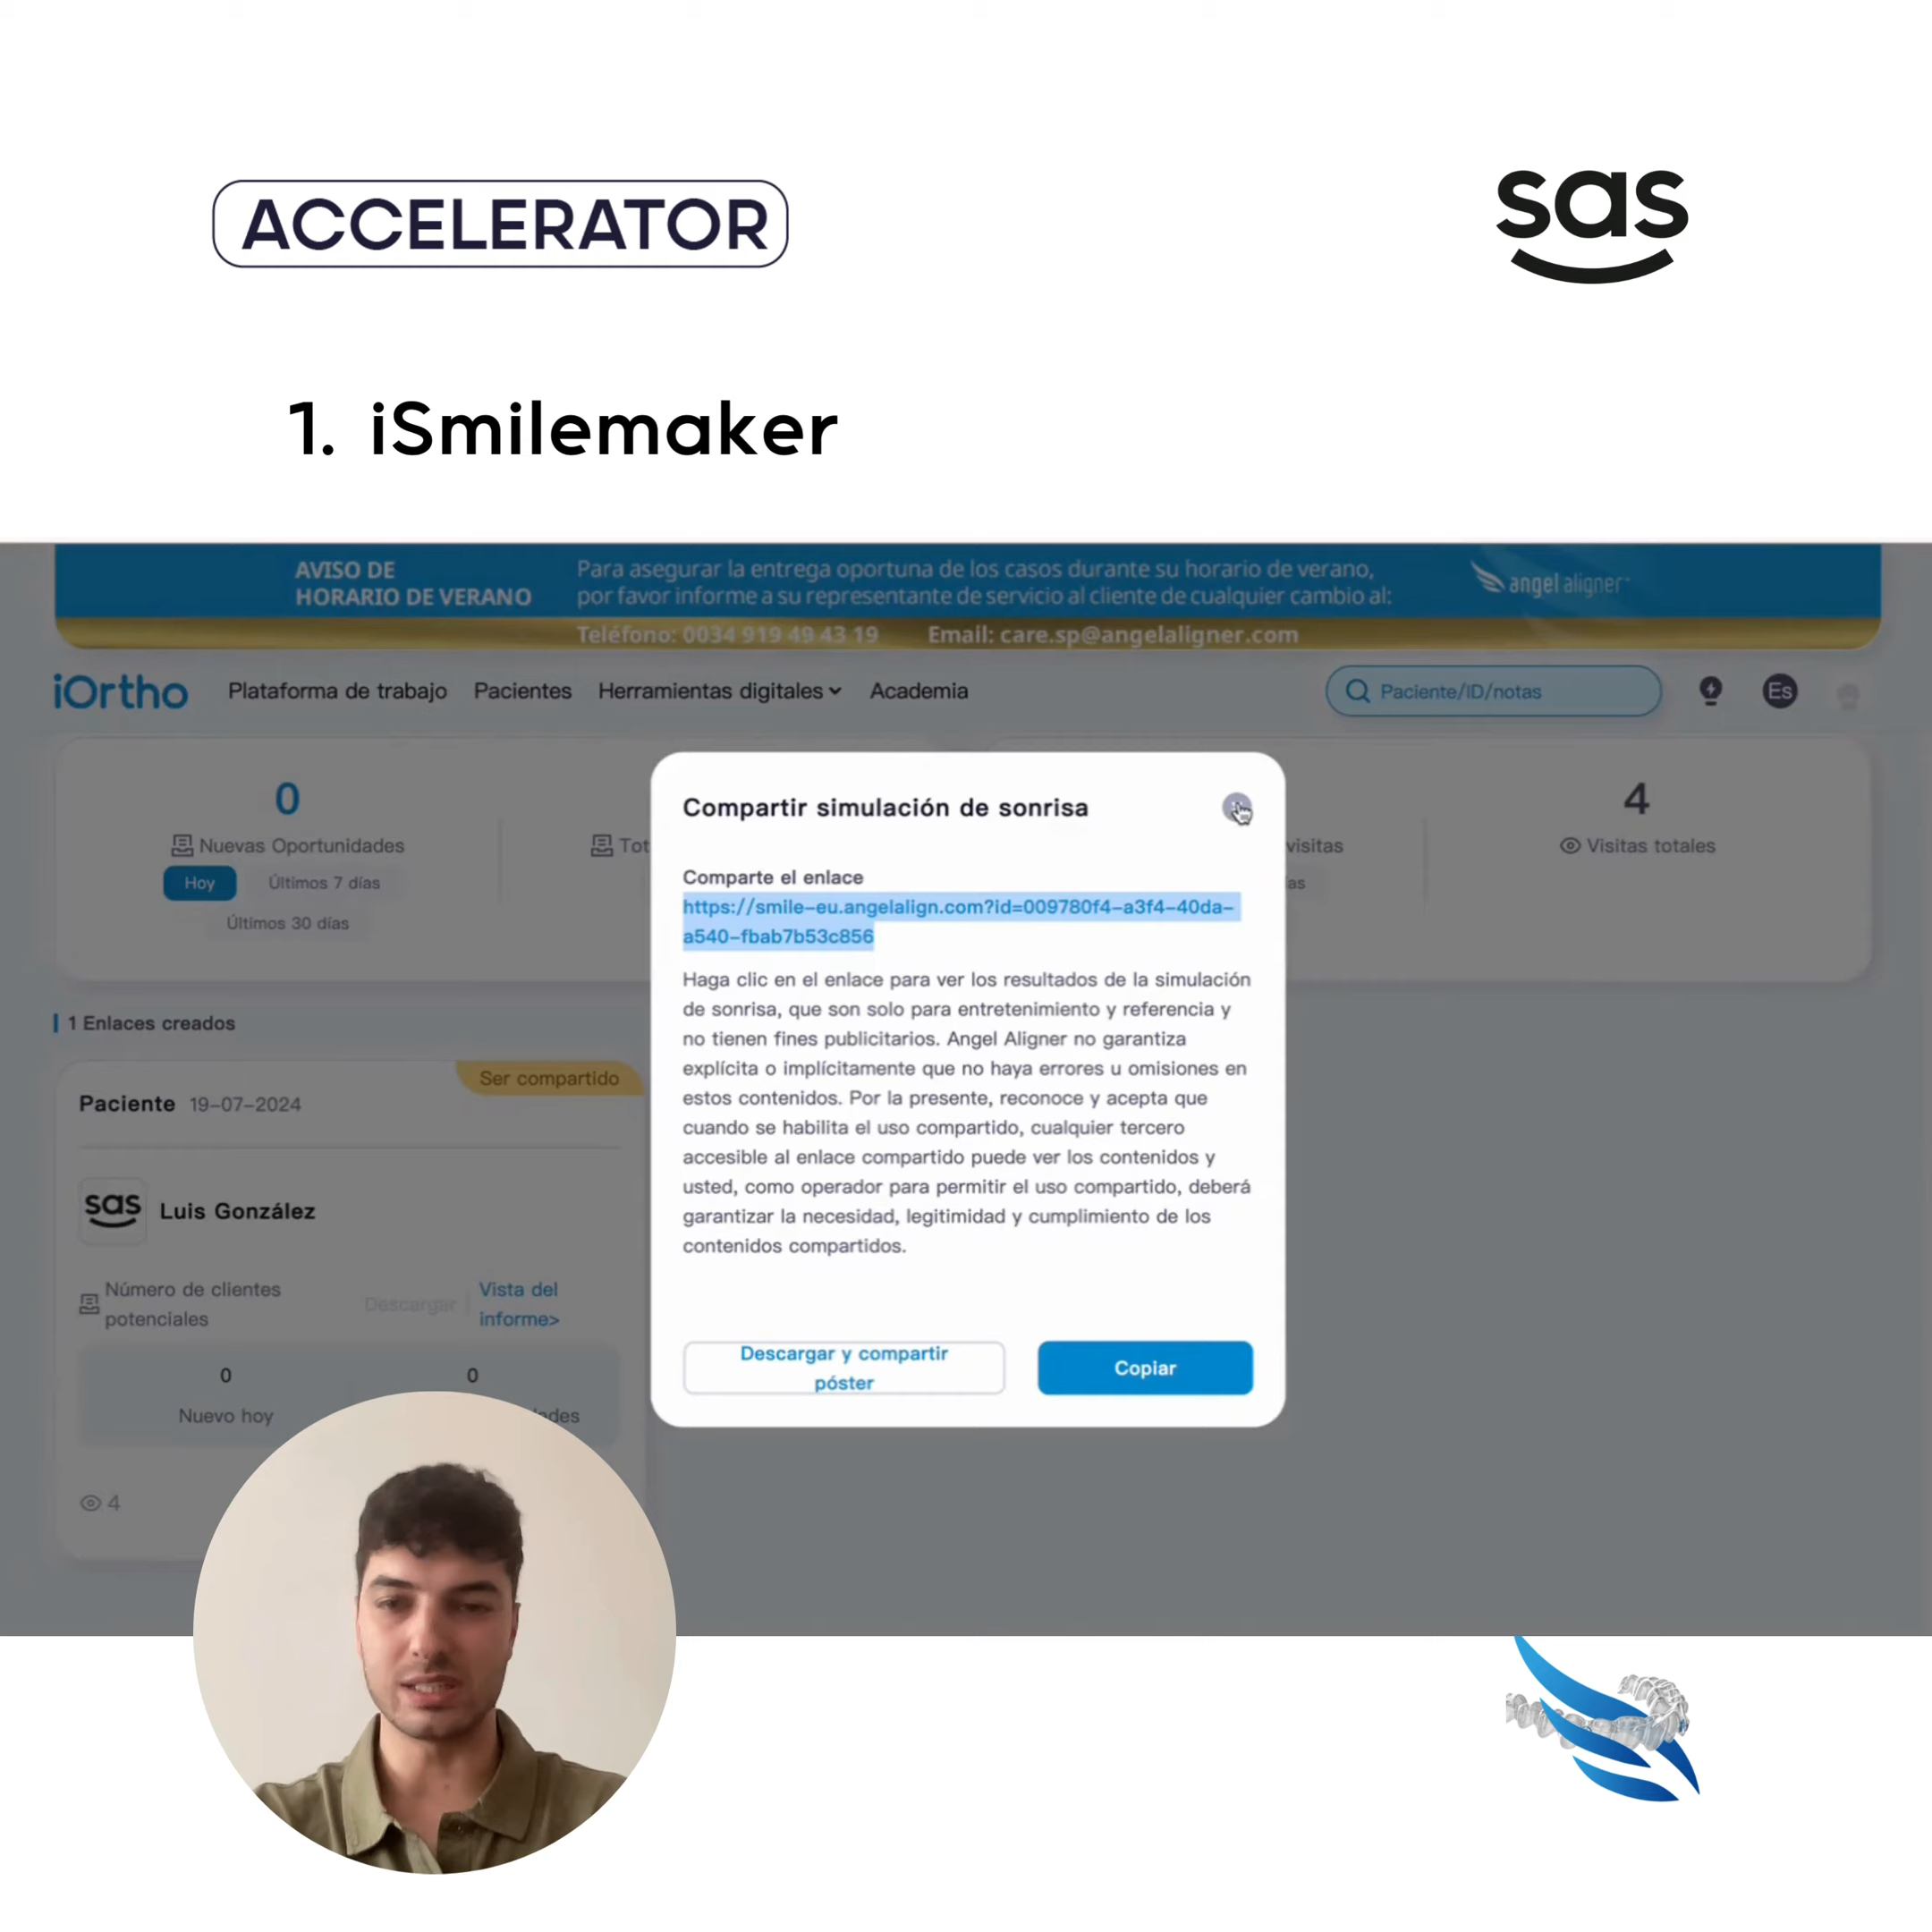 ACCELERATOR
sas
1. iSmilemaker
AVISO DE
HORARIO DE VERANO
Para asegurar la entrega oportuna de los casos durante su horario de verano,
por favor informe a su representante de servicio al cliente de cualquier cambio al:
angel aligner
Teléfono: 0034 919 49 43 19 Email: care.sp@angelaligner.com
iOrtho Plataforma de trabajo Pacientes Herramientas digitales Academia Paciente/ID/notas Es
0
Nuevas Oportunidades
Hoy Últimos 7 días
Últimos 30 días
visitas
4
Visitas totales
1 Enlaces creados
Ser compartido
Paciente 19-07-2024
sas Luis González
Número de clientes
potenciales
Descargar
Vista del
informe>
0 0
Nuevo hoy
4
Compartir simulación de sonrisa
Comparte el enlace
https://smile-eu.angelalign.com?id=009780f4-a3f4-40da-
a540-fbab7b53c856
Haga clic en el enlace para ver los resultados de la simulación
de sonrisa, que son solo para entretenimiento y referencia y
no tienen fines publicitarios. Angel Aligner no garantiza
explícita o implícitamente que no haya errores u omisiones en
estos contenidos. Por la presente, reconoce y acepta que
cuando se habilita el uso compartido, cualquier tercero
accesible al enlace compartido puede ver los contenidos y
usted, como operador para permitir el uso compartido, deberá
garantizar la necesidad, legitimidad y cumplimiento de los
contenidos compartidos.
Descargar y compartir
póster
Copiar